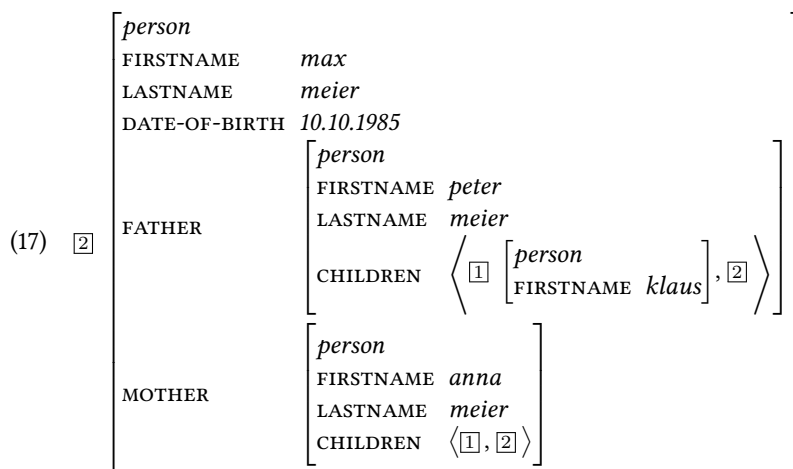 person
FIRSTNAME max
LASTNAME meier
DATE-OF-BIRTH 10.10.1985
person
FIRSTNAME peter
(17) 2 FATHER LASTNAME meier
CHILDREN ⟨ 1 [person
FIRSTNAME klaus], 2 ⟩
person
FIRSTNAME anna
MOTHER LASTNAME meier
CHILDREN ⟨1, 2⟩